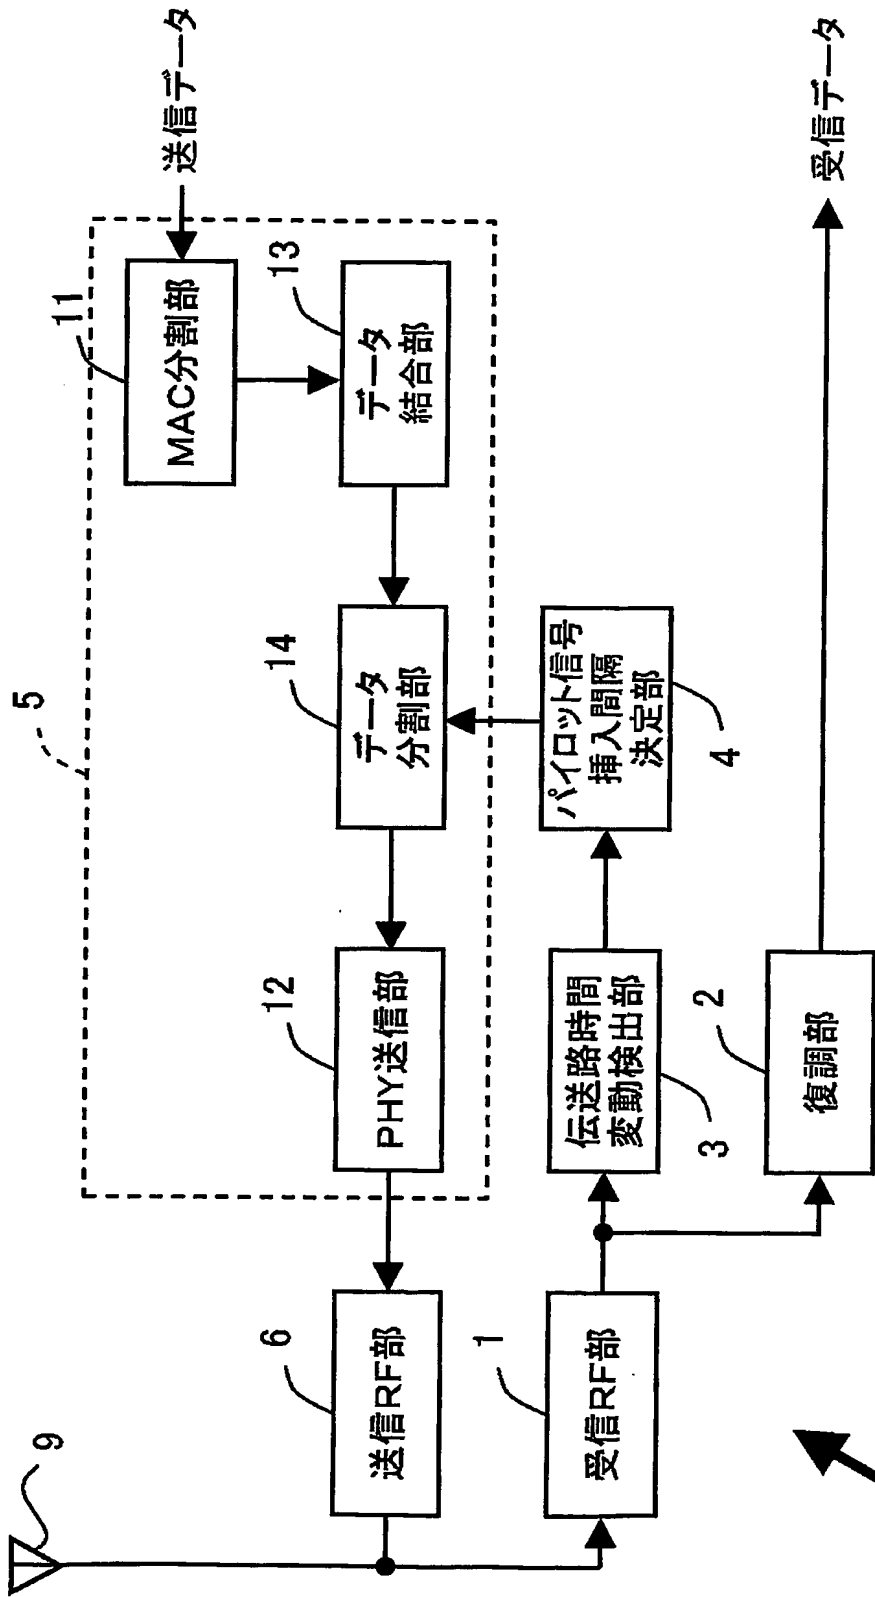 9
6
送信RF部
1
受信RF部
5
12
PHY送信部
14
データ
分割部
11
MAC分割部
13
データ
結合部
送信データ
3
伝送路時間
変動検出部
4
パイロット信号
挿入間隔
決定部
2
復調部
受信データ